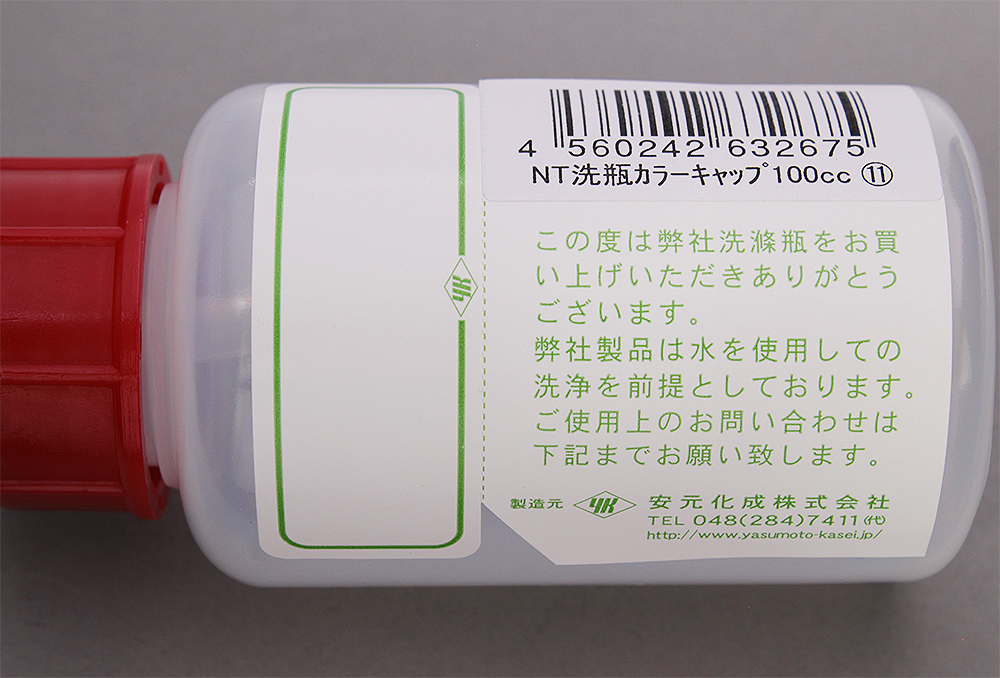 4 560242 632675
NT洗瓶カラーキャップ100cc ⑪
この度は弊社洗滌瓶をお買
い上げいただきありがとう
ございます。
弊社製品は水を使用しての
洗浄を前提としております。
ご使用上のお問い合わせは
下記までお願い致します。
YK
製造元 YK 安元化成株式会社
TEL 048(284)7411㈹
http://www.yasumoto-kasei.jp/